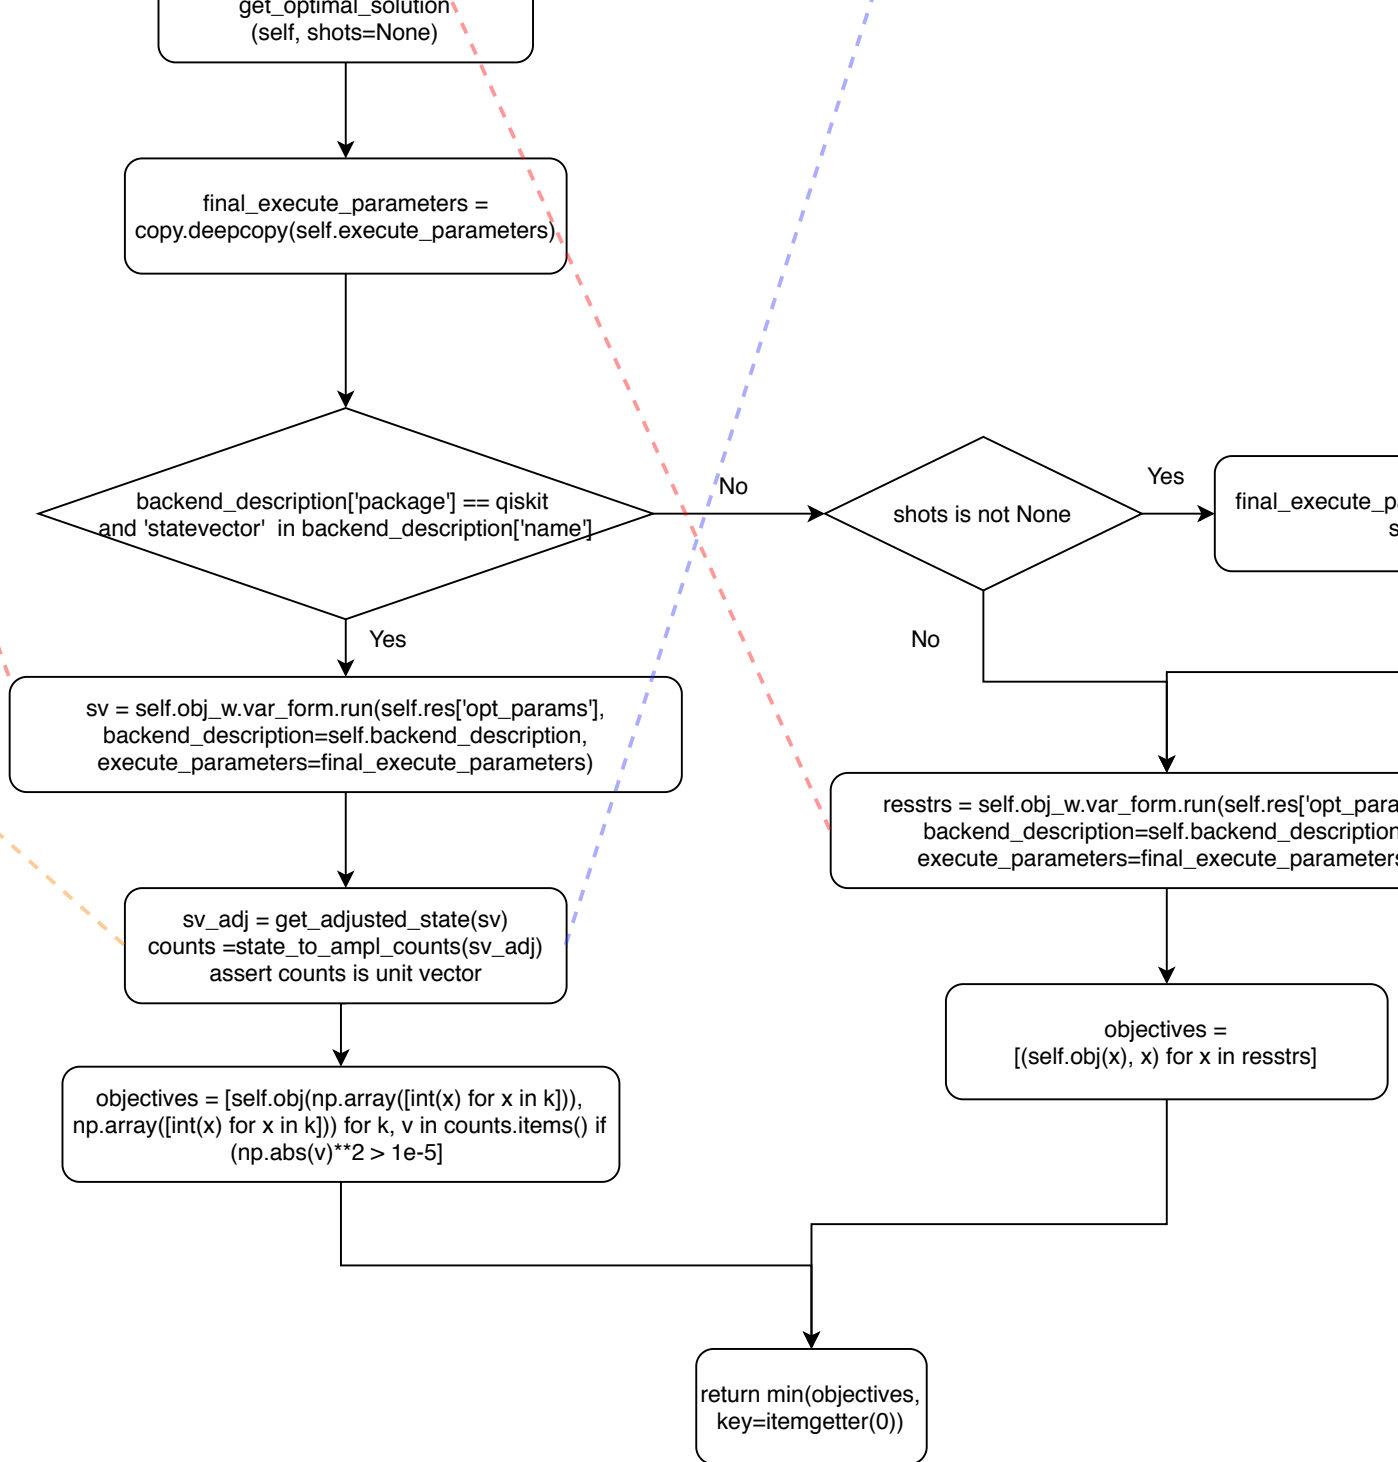 get_optimal_solution
(self, shots=None)
final_execute_parameters =
copy.deepcopy(self.execute_parameters)
backend_description['package'] == qiskit
and 'statevector'  in backend_description['name']
No
shots is not None
Yes
final_execute_pa
s
Yes
No
sv = self.obj_w.var_form.run(self.res['opt_params'],
backend_description=self.backend_description,
execute_parameters=final_execute_parameters)
resstrs = self.obj_w.var_form.run(self.res['opt_para
backend_description=self.backend_description
execute_parameters=final_execute_parameters
sv_adj = get_adjusted_state(sv)
counts =state_to_ampl_counts(sv_adj)
assert counts is unit vector
objectives =
[(self.obj(x), x) for x in resstrs]
objectives = [self.obj(np.array([int(x) for x in k])),
np.array([int(x) for x in k])) for k, v in counts.items() if
(np.abs(v)**2 > 1e-5]
return min(objectives,
key=itemgetter(0))